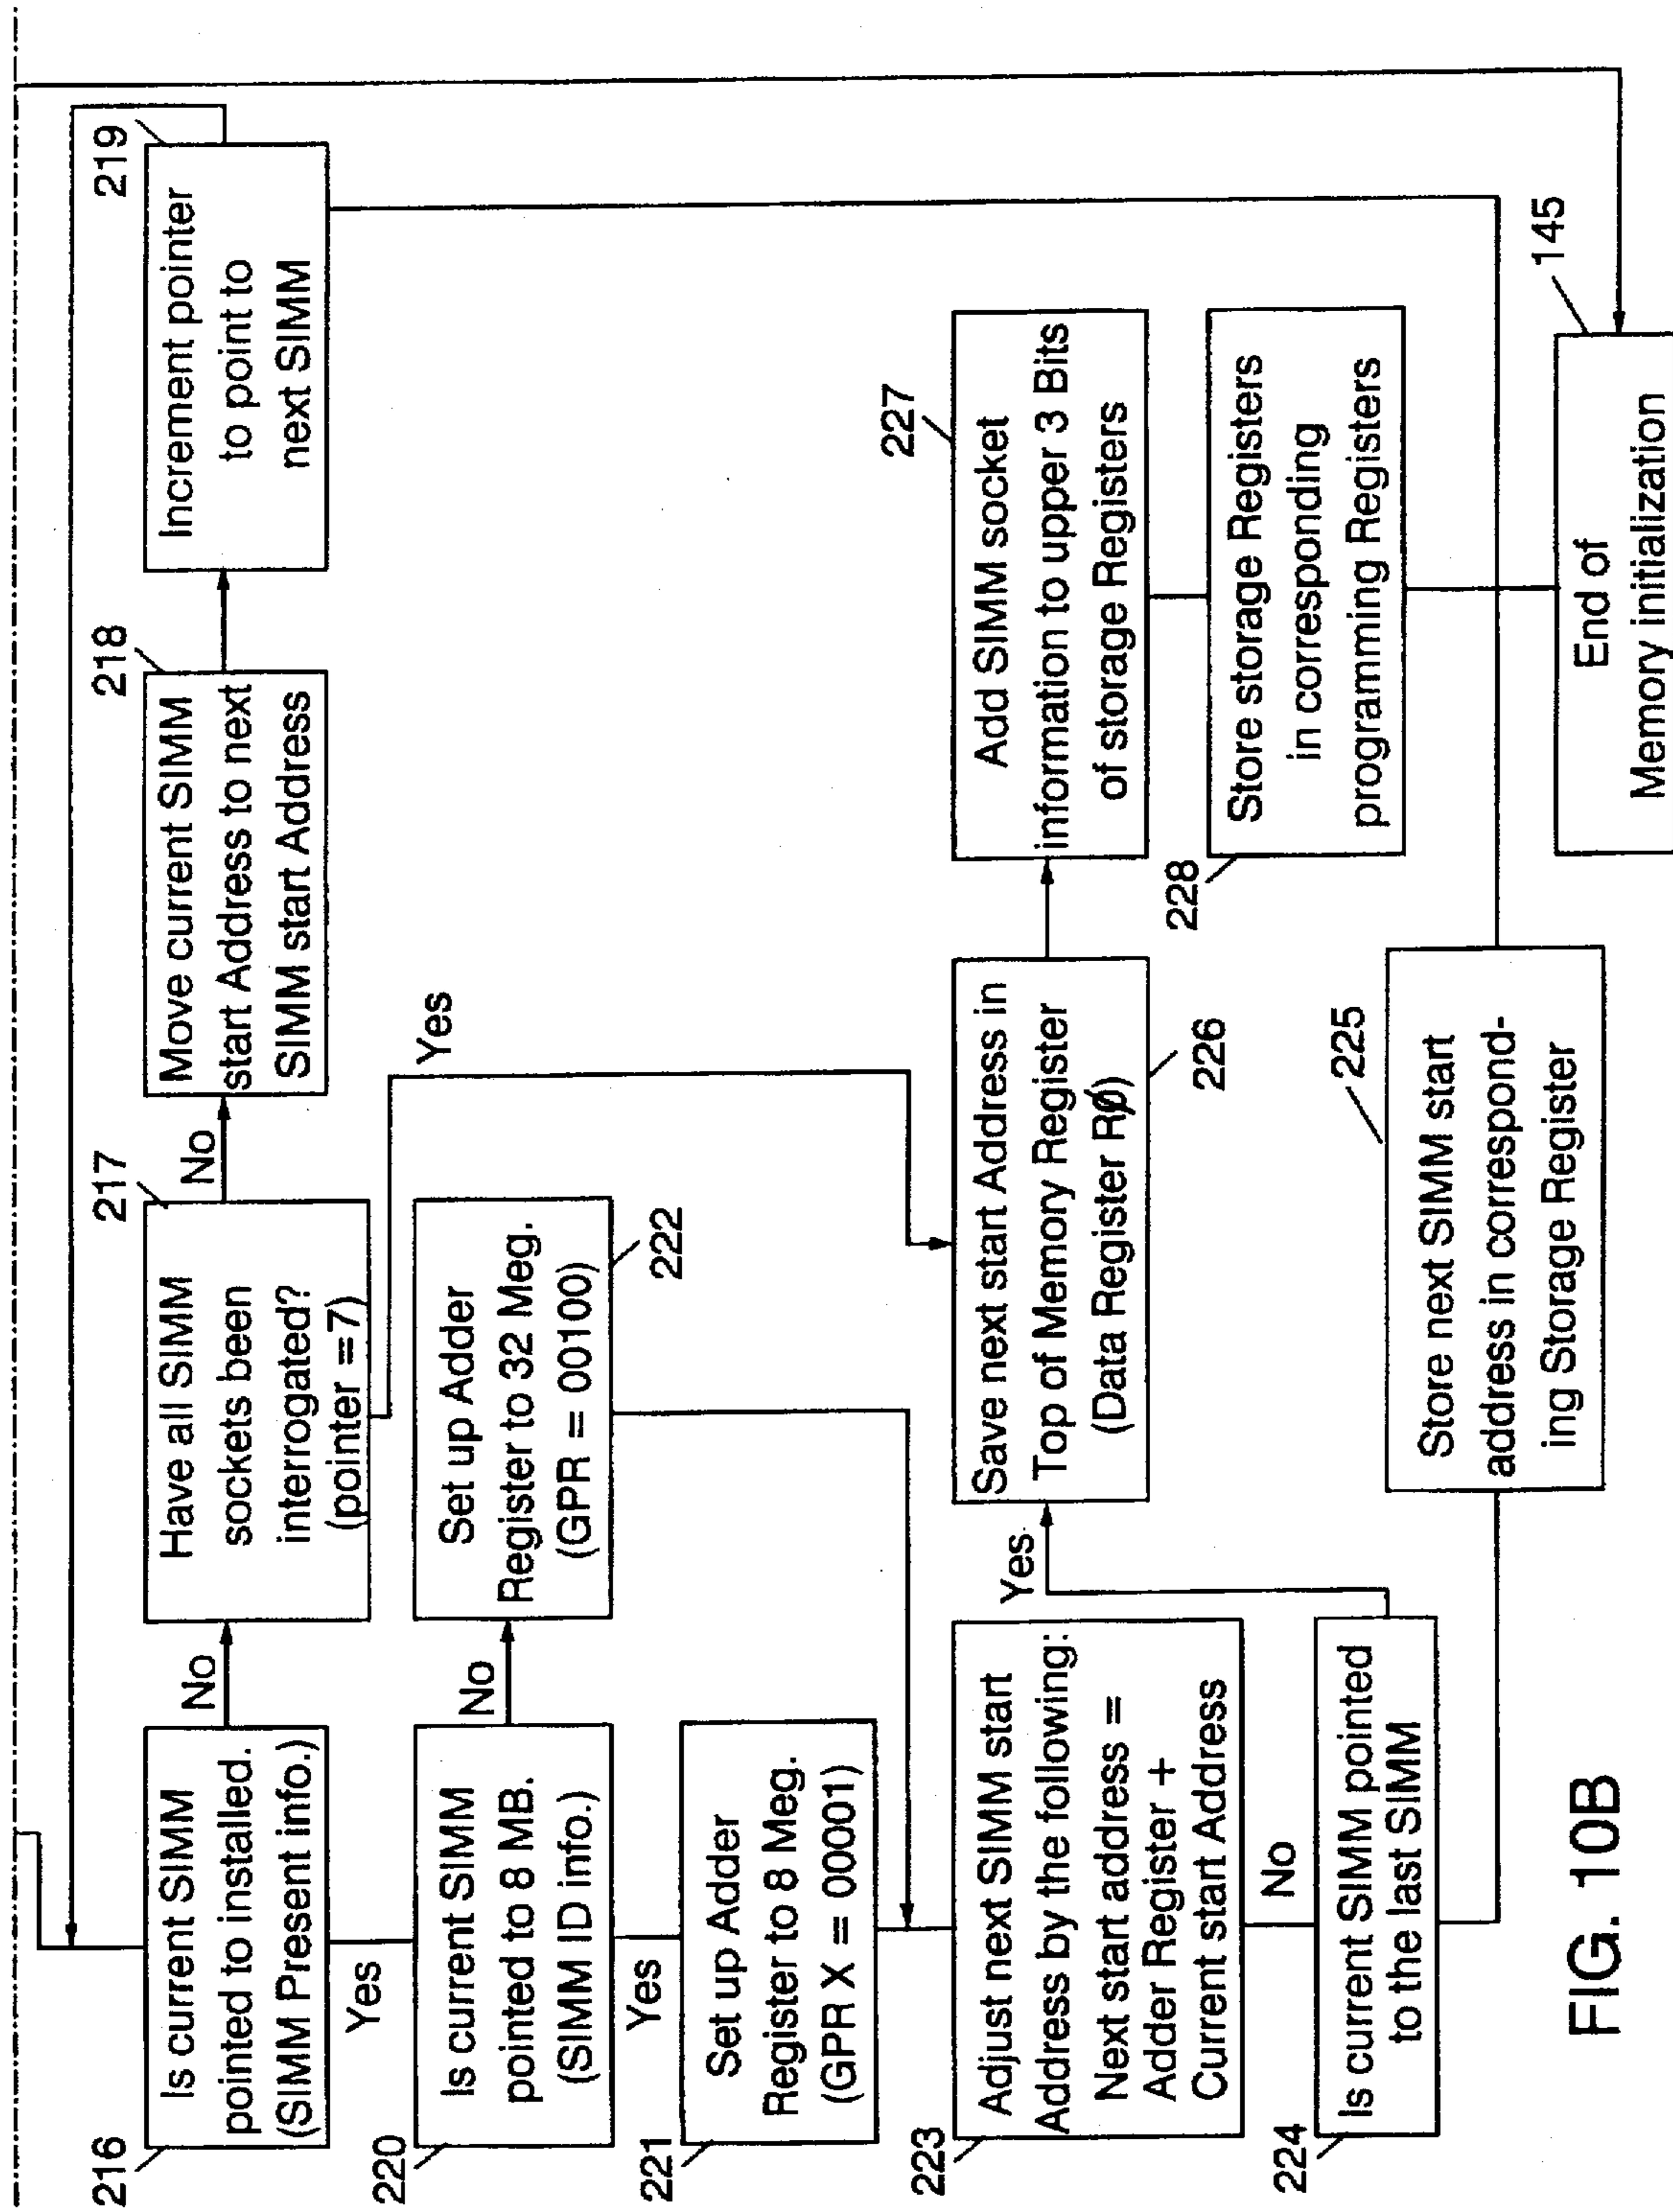 216
Is current SIMM
pointed to installed.
(SIMM Present info.)
No
Yes
217
Have all SIMM
sockets been
interrogated?
(pointer =7)
No
Yes
218
Move current SIMM
start Address to next
SIMM start Address
219
Increment pointer
to point to
next SIMM
220
Is current SIMM
pointed to 8 MB.
(SIMM ID info.)
No
Yes
222
Set up Adder
Register to 32 Meg.
(GPR = 00100)
221
Set up Adder
Register to 8 Meg.
(GPR X = 00001)
223
Adjust next SIMM start
Address by the following:
Next start address =
Adder Register +
Current start Address
No
224
Is current SIMM pointed
to the last SIMM
Yes
Save next start Address in
Top of Memory Register
(Data Register RØ)
226
227
Add SIMM socket
information to upper 3 Bits
of storage Registers
228
Store storage Registers
in corresponding
programming Registers
225
Store next SIMM start
address in correspond-
ing Storage Register
145
End of
Memory initialization
FIG. 10B